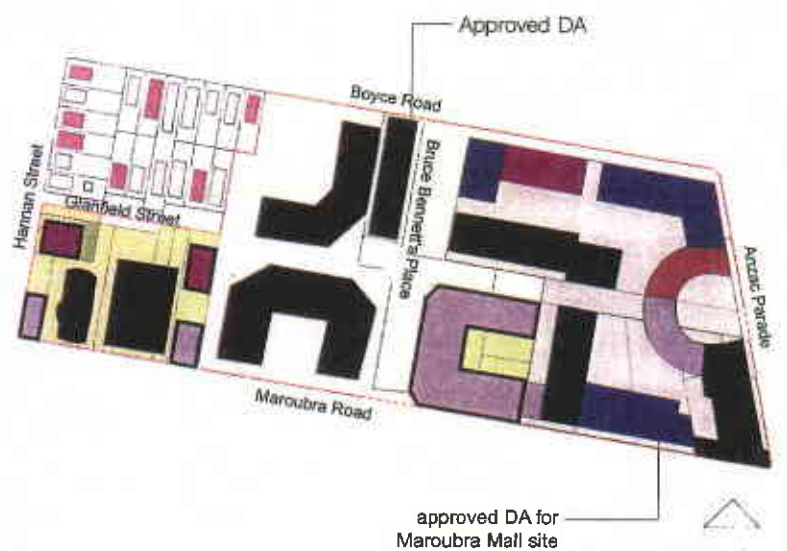 Approved DA
Boyce Road
Bruce Bennetts Place
Hannan Street
Glanfield Street
Anzac Parade
Maroubra Road
approved DA for
Maroubra Mall site